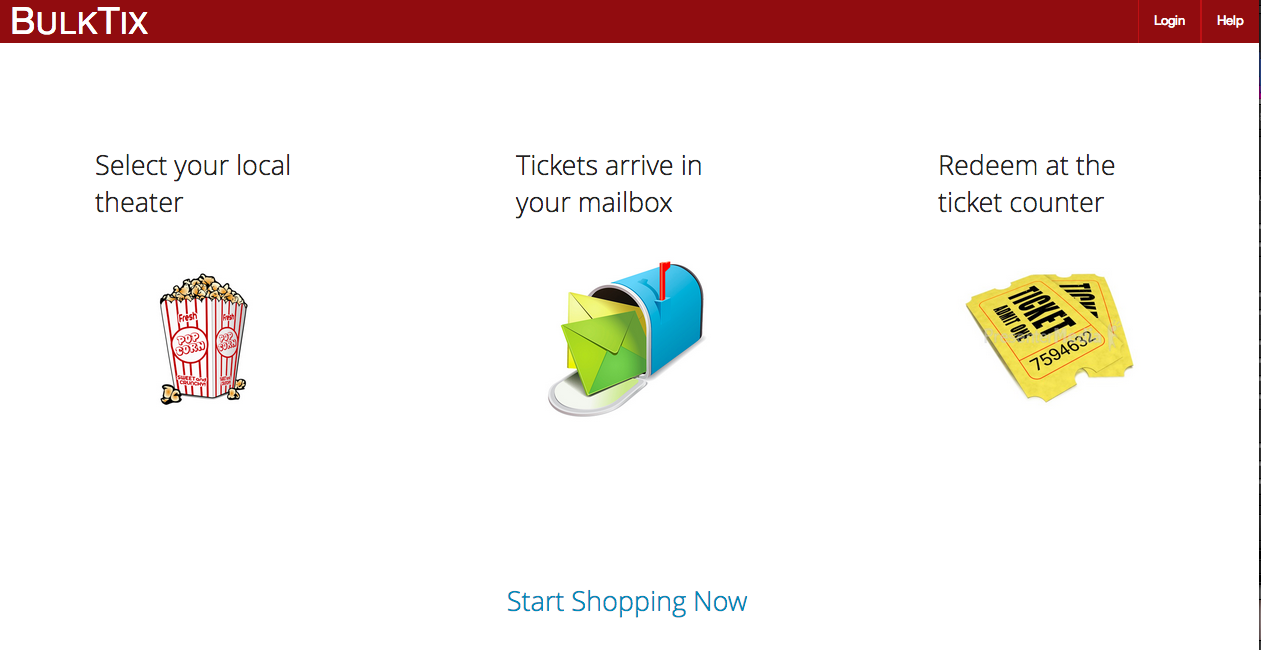 BULKTIX
Login
Help
Select your local
theater
Tickets arrive in
your mailbox
Redeem at the
ticket counter
Fresh
Fresh
POP
CORN
POP
CORN
SWEET and
CRUNCHY
TICKET
ADMIT ONE
7594632
TICK
Start Shopping Now